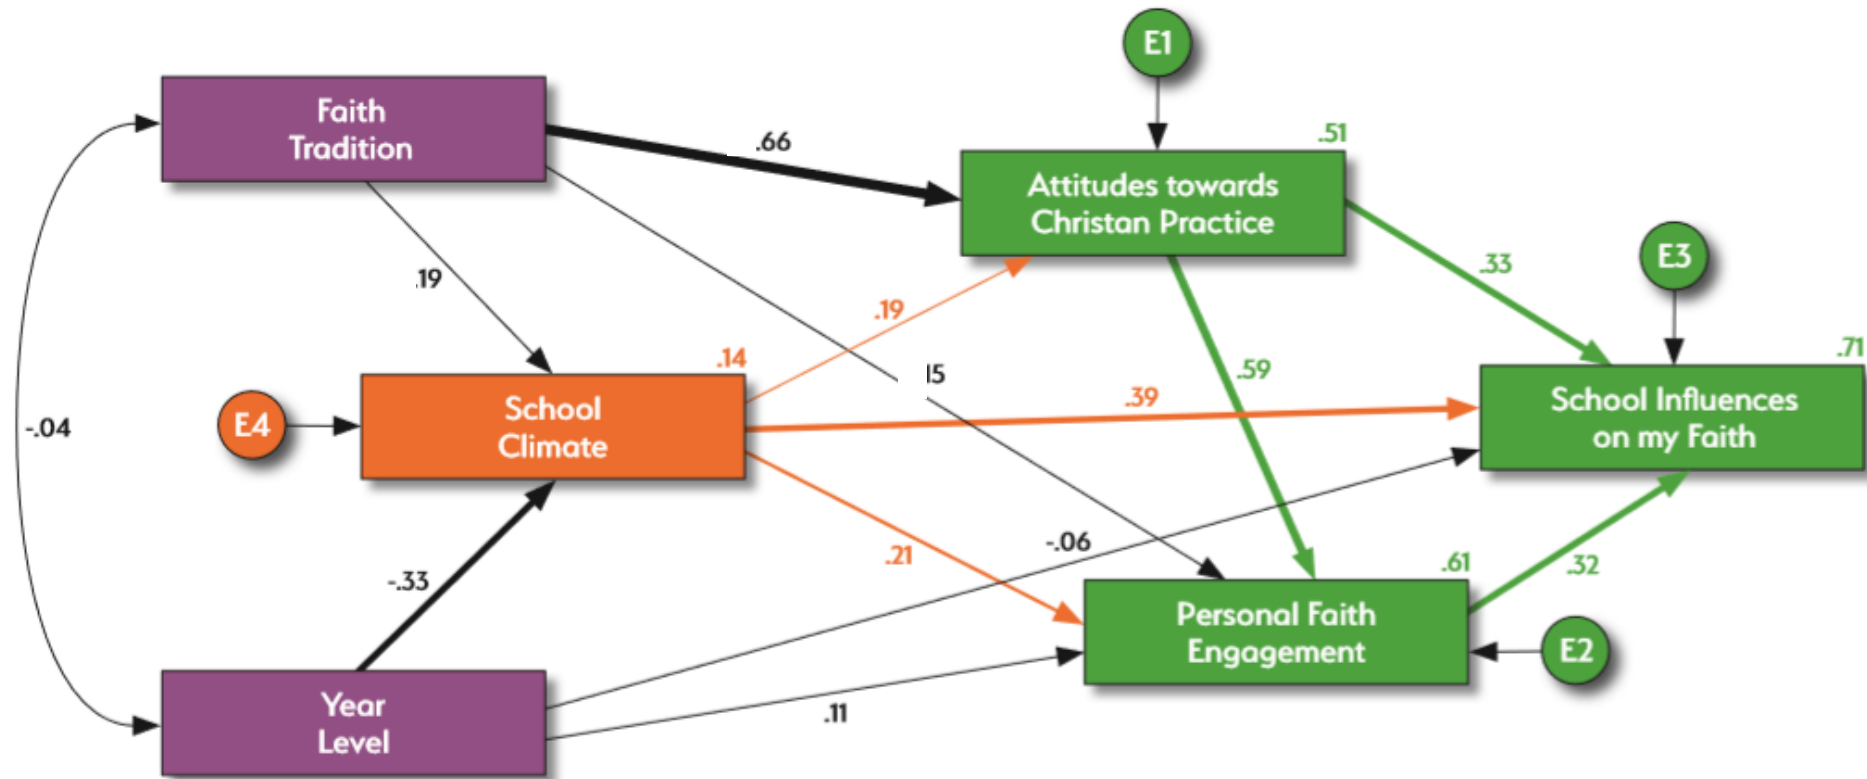 E1
Faith
Tradition
.66
.51
Attitudes towards
Christan Practice
E3
.33
.19
.19
.14
.71
.59
School
Climate
.39
School Influences
on my Faith
E4
-.04
-.06
.21
.61
.32
-.33
Personal Faith
Engagement
E2
Year
Level
.11